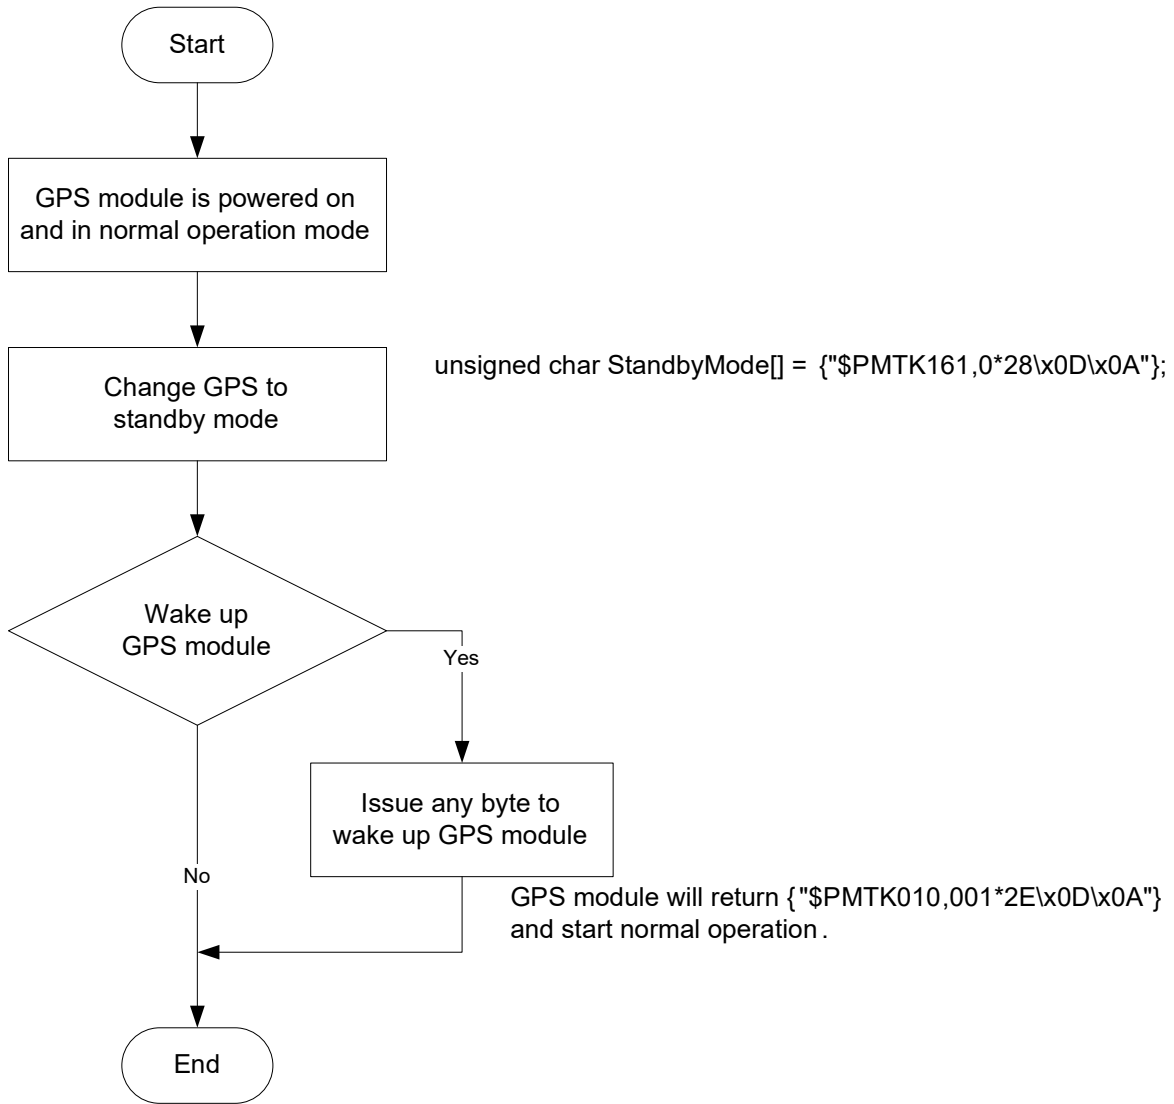 Start
GPS module is powered on
and in normal operation mode
Change GPS to
standby mode
unsigned char StandbyMode[] = {"$PMTK161,0*28\x0D\x0A"};
Wake up
GPS module
Yes
Issue any byte to
wake up GPS module
No
GPS module will return {"$PMTK010,001*2E\x0D\x0A"}
and start normal operation.
End